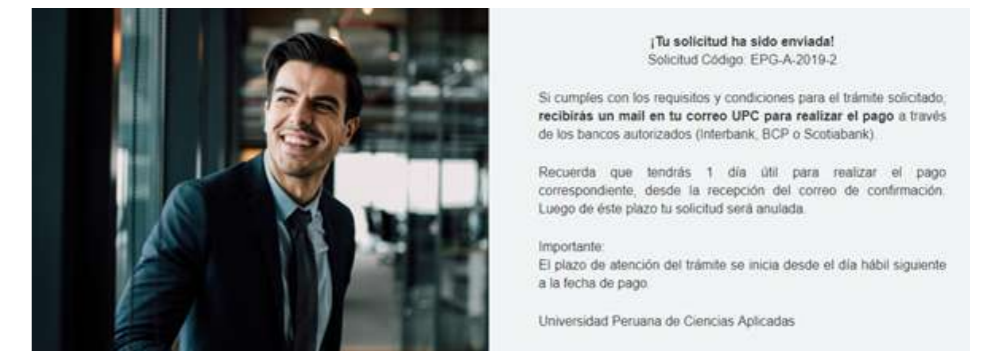 ¡Tu solicitud ha sido enviada!
Solicitud Código: EPG-A-2019-2
Si cumples con los requisitos y condiciones para el trámite solicitado,
recibirás un mail en tu correo UPC para realizar el pago a través
de los bancos autorizados (Interbank, BCP o Scotiabank).
Recuerda que tendrás 1 día útil para realizar el pago
correspondiente, desde la recepción del correo de confirmación.
Luego de éste plazo tu solicitud será anulada.
Importante:
El plazo de atención del trámite se inicia desde el día hábil siguiente
a la fecha de pago.
Universidad Peruana de Ciencias Aplicadas